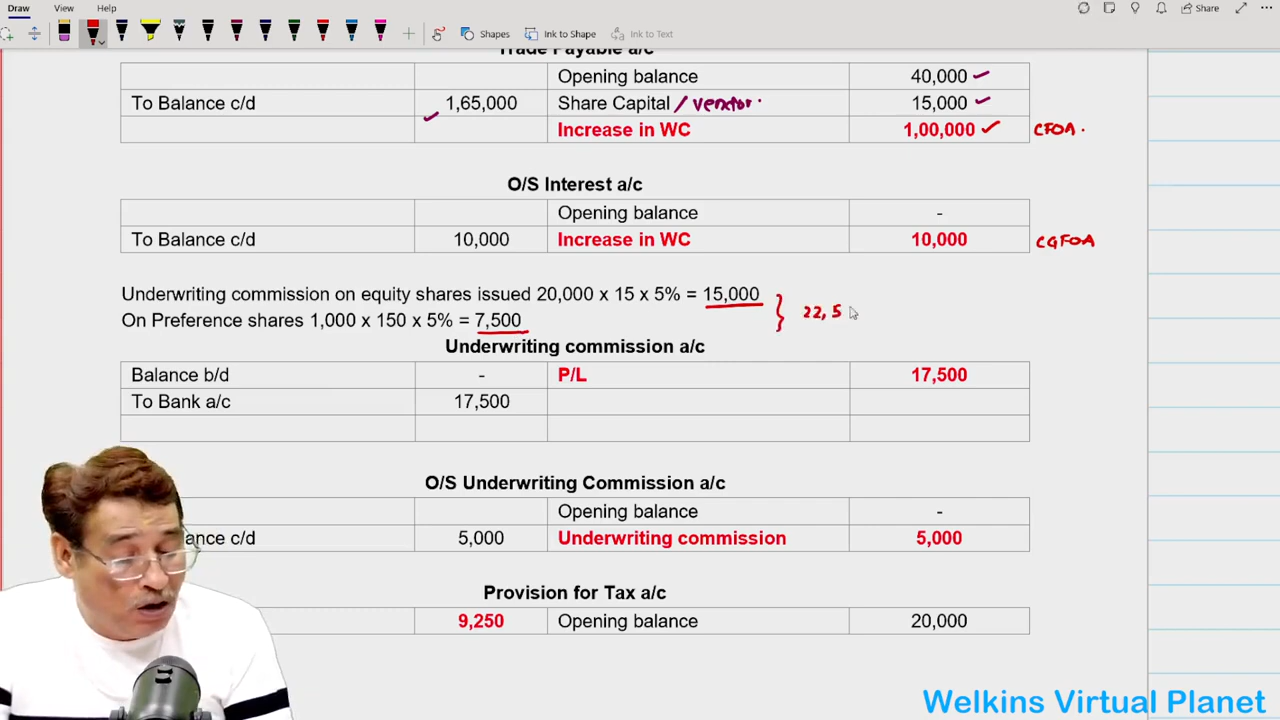 Draw View Help
Share
Shapes Ink to Shape Ink to Text
Trade Payable a/c
Opening balance 40,000
To Balance c/d 1,65,000 Share Capital / vendor 15,000
Increase in WC 1,00,000 CFOA
O/S Interest a/c
Opening balance -
To Balance c/d 10,000 Increase in WC 10,000 CGFOA
Underwriting commission on equity shares issued 20,000 x 15 x 5% = 15,000
On Preference shares 1,000 x 150 x 5% = 7,500
22,5
Underwriting commission a/c
Balance b/d - P/L 17,500
To Bank a/c 17,500
O/S Underwriting Commission a/c
Opening balance -
ance c/d 5,000 Underwriting commission 5,000
Provision for Tax a/c
9,250 Opening balance 20,000
Welkins Virtual Planet